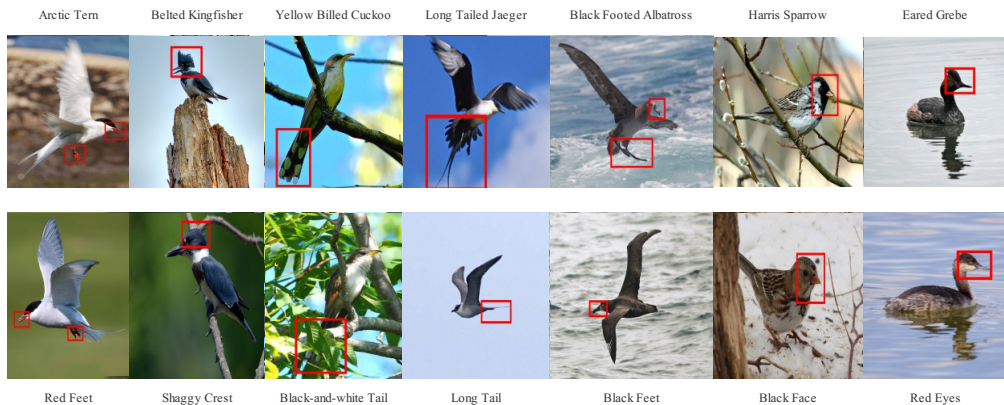 Arctic Tern
Belted Kingfisher
Yellow Billed Cuckoo
Long Tailed Jaeger
Black Footed Albatross
Harris Sparrow
Eared Grebe
Red Feet
Shaggy Crest
Black-and-white Tail
Long Tail
Black Feet
Black Face
Red Eyes